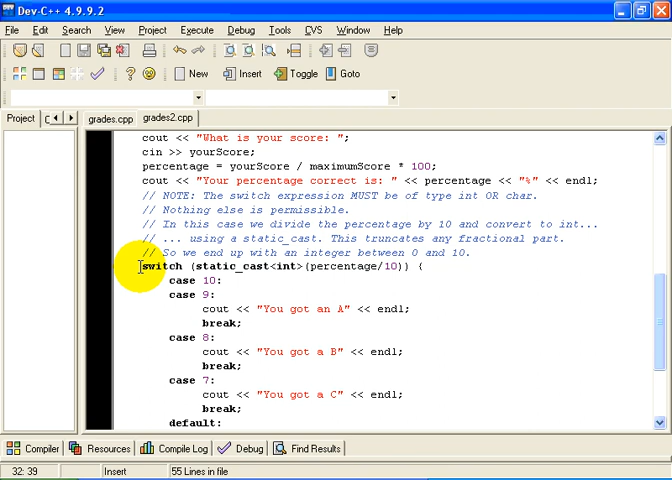 Dev-C++ 4.9.9.2
File Edit Search View Project Execute Debug Tools CVS Window Help
New Insert Toggle Goto
Project C grades.cpp grades2.cpp
cout << "What is your score: ";
cin >> yourScore;
percentage = yourScore / maximumScore * 100;
cout << "Your percentage correct is: " << percentage << "%" << endl;
// NOTE: The switch expression MUST be of type int OR char.
// Nothing else is permissible.
// In this case we divide the percentage by 10 and convert to int...
// ... using a static_cast. This truncates any fractional part.
// So we end up with an integer between 0 and 10.
switch (static_cast<int>(percentage/10)) {
case 10:
case 9:
cout << "You got an A" << endl;
break;
case 8:
cout << "You got a B" << endl;
break;
case 7:
cout << "You got a C" << endl;
break;
default:
Compiler Resources Compile Log Debug Find Results
32: 39 Insert 55 Lines in file